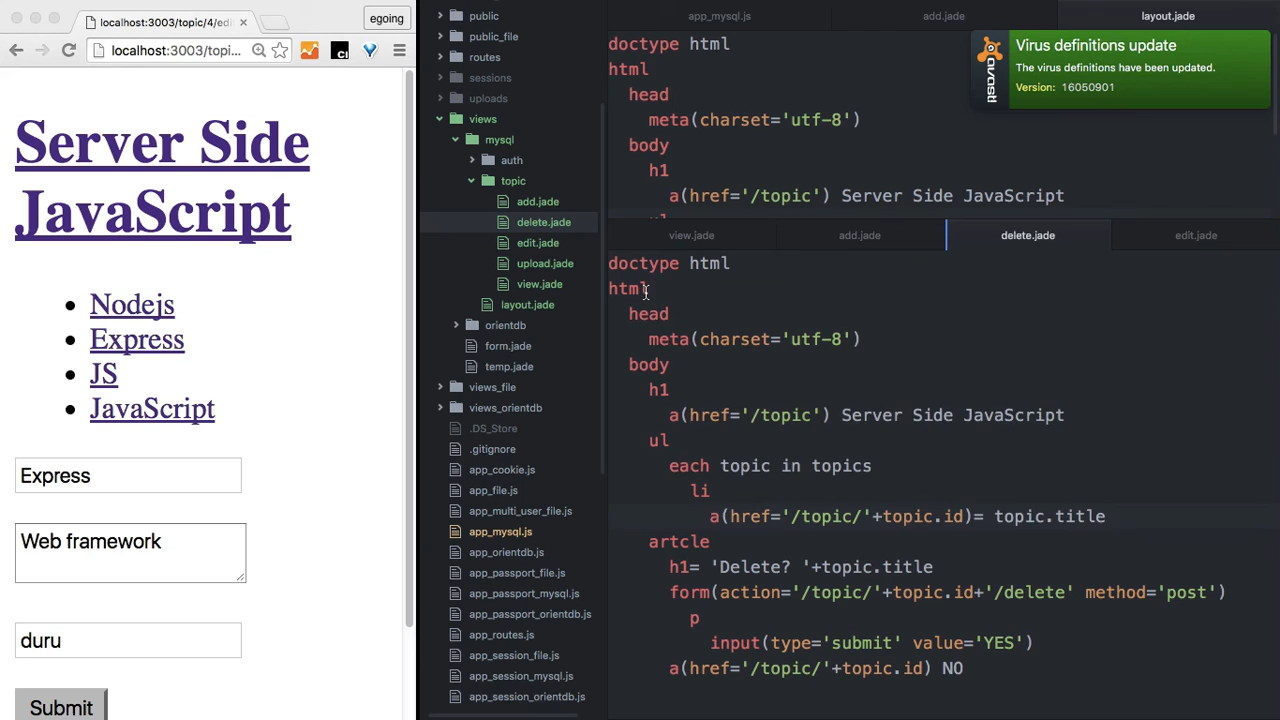 localhost:3003/topic/4/edi
egoing
localhost:3003/topi...
Server Side
JavaScript
Nodejs
Express
JS
JavaScript
Express
Web framework
duru
Submit
public
public_file
routes
sessions
uploads
views
mysql
auth
topic
add.jade
delete.jade
edit.jade
upload.jade
view.jade
layout.jade
orientdb
form.jade
temp.jade
views_file
views_orientdb
.DS_Store
.gitignore
app_cookie.js
app_file.js
app_multi_user_file.js
app_mysql.js
app_orientdb.js
app_passport_file.js
app_passport_mysql.js
app_passport_orientdb.js
app_routes.js
app_session_file.js
app_session_mysql.js
app_session_orientdb.js
app_mysql.js add.jade layout.jade
doctype html
html
head
meta(charset='utf-8')
body
h1
a(href='/topic') Server Side JavaScript
avast!
Virus definitions update
The virus definitions have been updated.
Version: 16050901
view.jade add.jade delete.jade edit.jade
doctype html
html
head
meta(charset='utf-8')
body
h1
a(href='/topic') Server Side JavaScript
ul
each topic in topics
li
a(href='/topic/'+topic.id)= topic.title
artcle
h1= 'Delete? '+topic.title
form(action='/topic/'+topic.id+'/delete' method='post')
p
input(type='submit' value='YES')
a(href='/topic/'+topic.id) NO